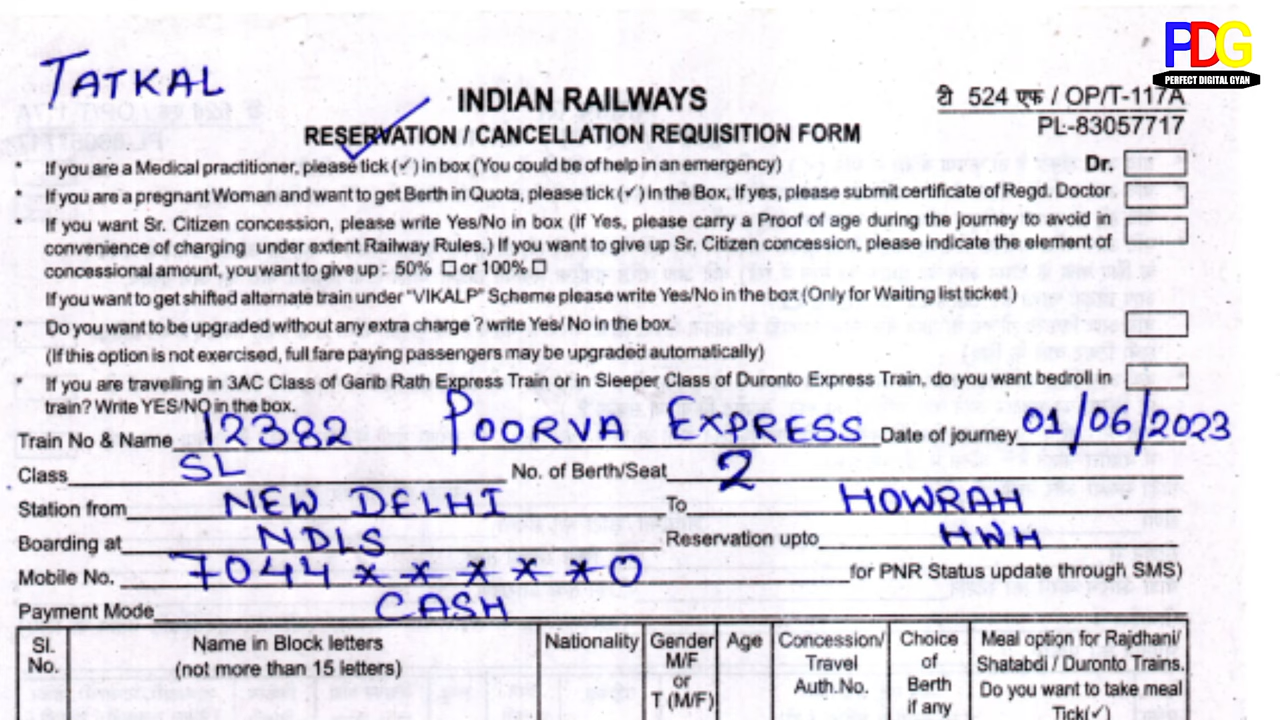 PDG
PERFECT DIGITAL GYAN
TATKAL
INDIAN RAILWAYS
टी 524 एफ / OP/T-117A
RESERVATION / CANCELLATION REQUISITION FORM
PL-83057717
* If you are a Medical practitioner, please tick (✓) in box (You could be of help in an emergency) Dr.
* If you are a pregnant Woman and want to get Berth in Quota, please tick (✓) in the Box, If yes, please submit certificate of Regd. Doctor
* If you want Sr. Citizen concession, please write Yes/No in box (If Yes, please carry a Proof of age during the journey to avoid in
convenience of charging under extent Railway Rules.) If you want to give up Sr. Citizen concession, please indicate the element of
concessional amount, you want to give up : 50% ☐ or 100% ☐
If you want to get shifted alternate train under "VIKALP" Scheme please write Yes/No in the box (Only for Waiting list ticket )
* Do you want to be upgraded without any extra charge ? write Yes/ No in the box.
(If this option is not exercised, full fare paying passengers may be upgraded automatically)
* If you are travelling in 3AC Class of Garib Rath Express Train or in Sleeper Class of Duronto Express Train, do you want bedroll in
train? Write YES/NO in the box.
Train No & Name 12382 POORVA EXPRESS Date of journey 01/06/2023
Class SL No. of Berth/Seat 2
Station from NEW DELHI To HOWRAH
Boarding at NDLS Reservation upto HWH
Mobile No. 7044*****0 for PNR Status update through SMS)
Payment Mode CASH
Sl. No.
Name in Block letters
(not more than 15 letters)
Nationality
Gender
M/F
or
T (M/F)
Age
Concession/
Travel
Auth.No.
Choice
of
Berth
if any
Meal option for Rajdhani/
Shatabdi / Duronto Trains.
Do you want to take meal
Tick(✓)